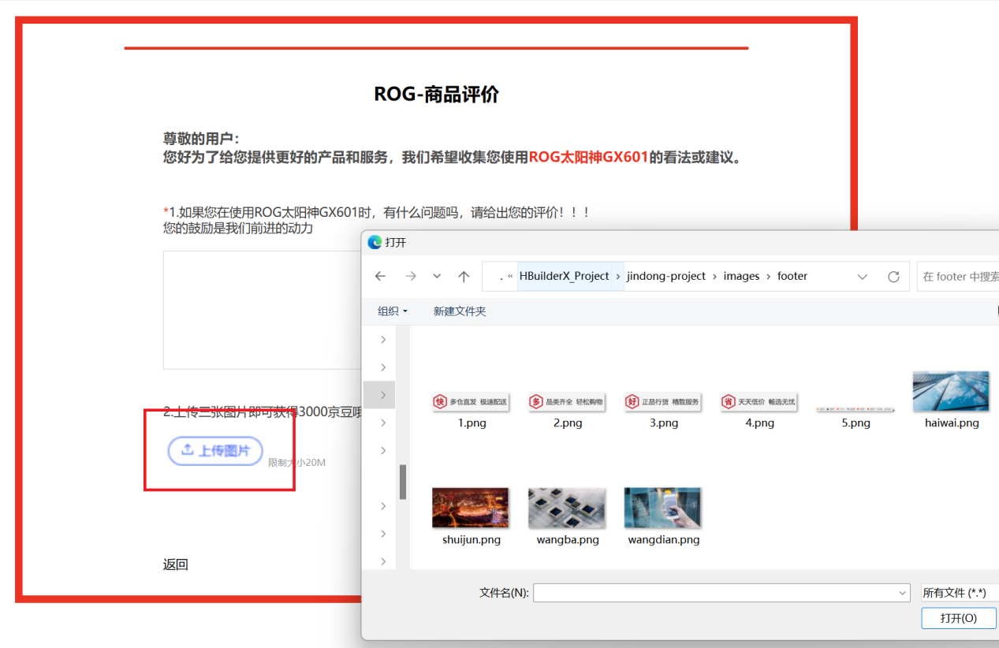 ROG-商品评价
尊敬的用户：
您好为了给您提供更好的产品和服务，我们希望收集您使用ROG太阳神GX601的看法或建议。
*1.如果您在使用ROG太阳神GX601时，有什么问题吗，请给出您的评价！！！
您的鼓励是我们前进的动力
2.上传三张图片即可获得3000京豆哦
上传图片
限制大小20M
返回
打开
. « HBuilderX_Project › jindong-project › images › footer
在 footer 中搜索
组织
新建文件夹
快 多仓直发 极速配送
多 品类齐全 轻松购物
好 正品行货 精致服务
省 天天低价 畅选无忧
1.png
2.png
3.png
4.png
5.png
haiwai.png
shuijun.png
wangba.png
wangdian.png
文件名(N):
所有文件 (*.*)
打开(O)